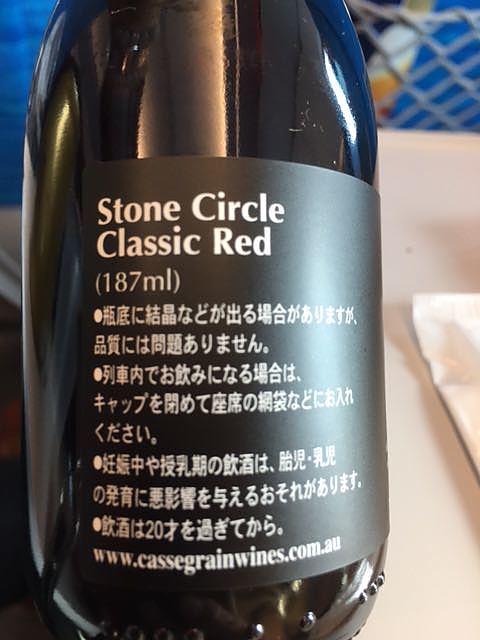 Stone Circle
Classic Red
(187ml)
●瓶底に結晶などが出る場合がありますが、
品質には問題ありません。
●列車内でお飲みになる場合は、
キャップを閉めて座席の網袋などにお入れ
ください。
●妊娠中や授乳期の飲酒は、胎児・乳児
の発育に悪影響を与えるおそれがあります。
●飲酒は20才を過ぎてから。
www.cassegrainwines.com.au